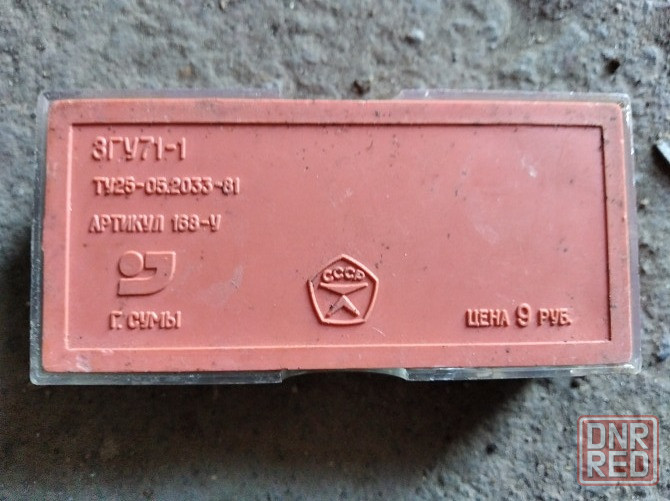 ЗГУ71-1
ТУ25-05.2033-81
АРТИКУЛ 168-У
Г. СУМЫ
СССР
ЦЕНА 9 РУБ.
DNR
RED